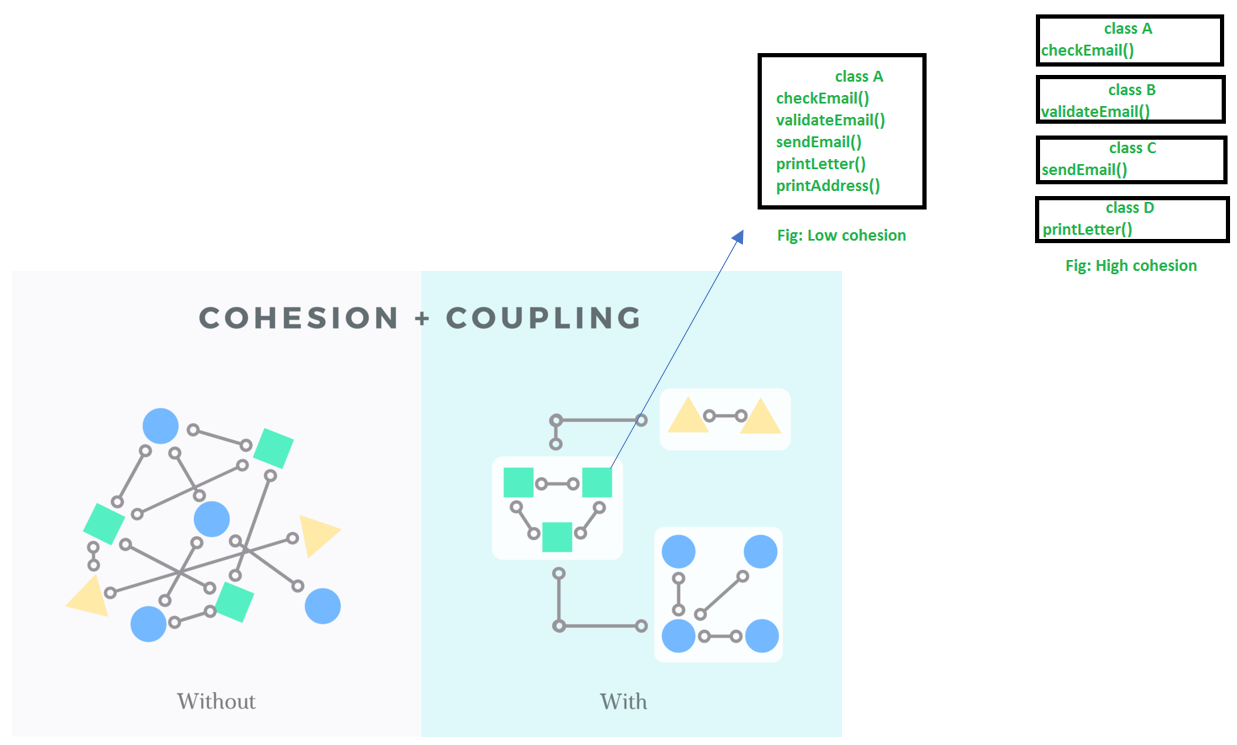 class A
checkEmail()
validateEmail()
sendEmail()
printLetter()
printAddress()
Fig: Low cohesion
class A
checkEmail()
class B
validateEmail()
class C
sendEmail()
class D
printLetter()
Fig: High cohesion
COHESION + COUPLING
Without
With